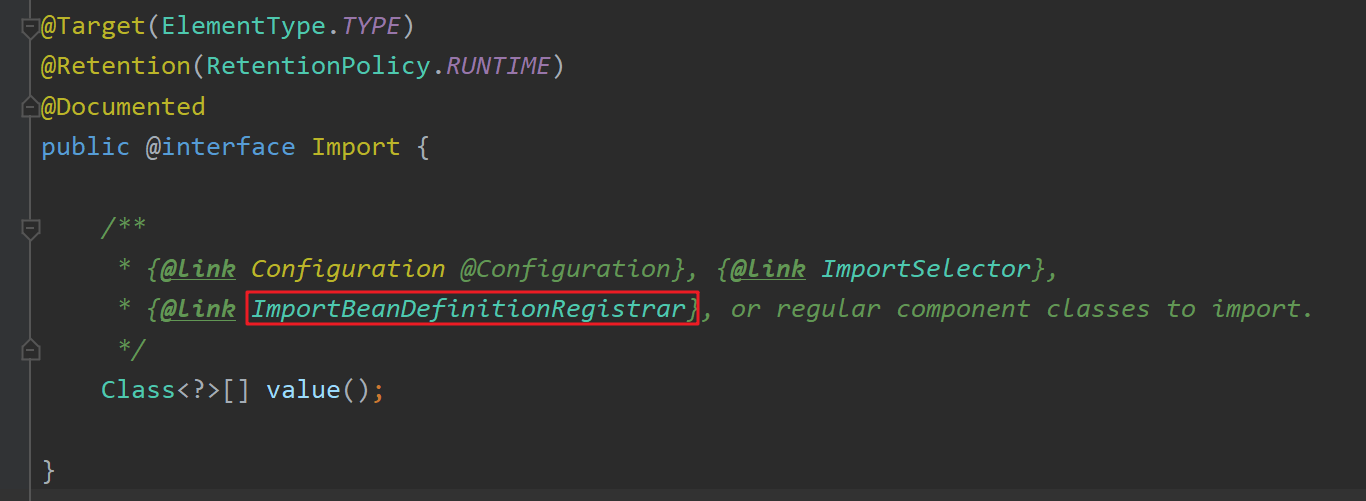 @Target(ElementType.TYPE)
@Retention(RetentionPolicy.RUNTIME)
@Documented
public @interface Import {
/**
* {@link Configuration @Configuration}, {@link ImportSelector},
* {@link ImportBeanDefinitionRegistrar}, or regular component classes to import.
*/
Class<?>[] value();
}